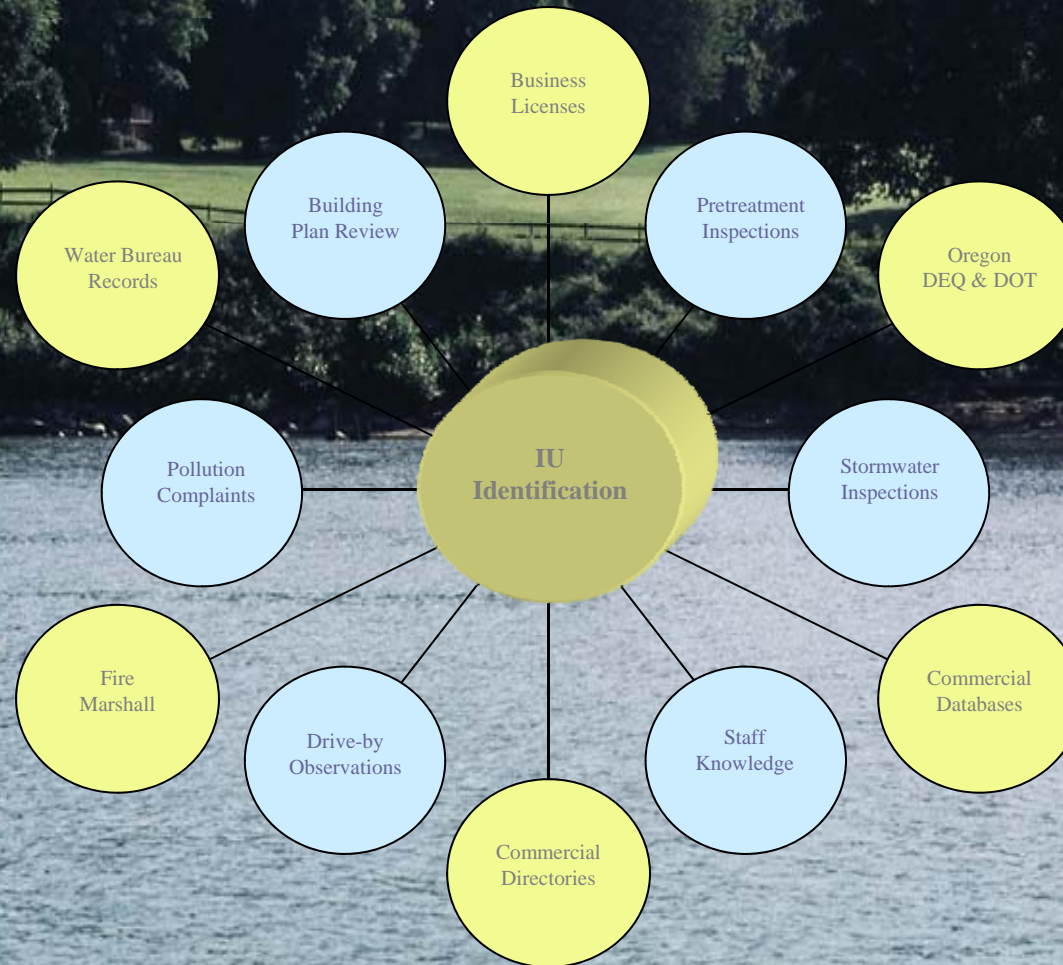 Business
Licenses
Building
Plan Review
Pretreatment
Inspections
Water Bureau
Records
Oregon
DEQ & DOT
IU
Identification
Pollution
Complaints
Stormwater
Inspections
Fire
Marshall
Commercial
Databases
Drive-by
Observations
Staff
Knowledge
Commercial
Directories